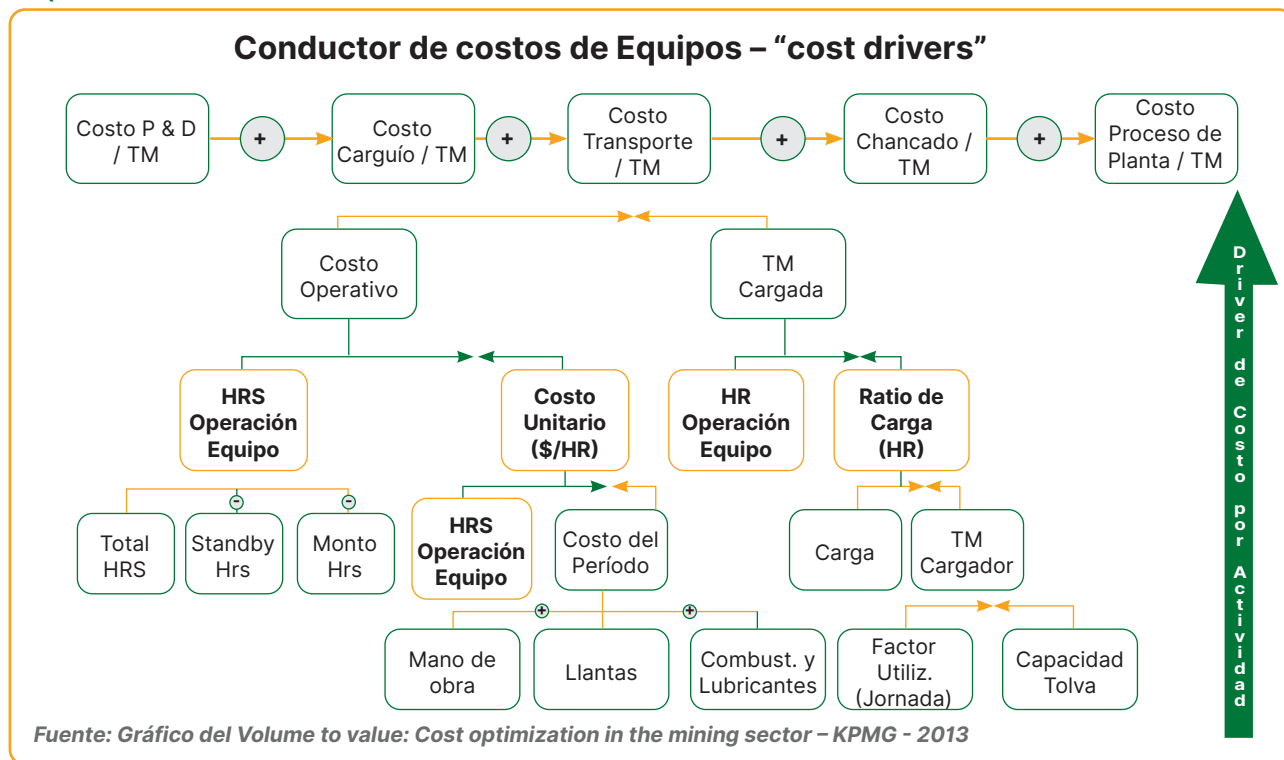 Conductor de costos de Equipos – “cost drivers”
Costo P & D
/ TM
+
Costo
Carguío / TM
+
Costo
Transporte
/ TM
+
Costo
Chancado /
TM
+
Costo
Proceso de
Planta / TM
Costo
Operativo
TM
Cargada
HRS
Operación
Equipo
Costo
Unitario
($/HR)
HR
Operación
Equipo
Ratio de
Carga
(HR)
Total
HRS
-
Standby
Hrs
-
Monto
Hrs
HRS
Operación
Equipo
Costo del
Período
Carga
TM
Cargador
Mano de
obra
+
Llantas
+
Combust. y
Lubricantes
Factor
Utiliz.
(Jornada)
Capacidad
Tolva
Driver de Costo por Actividad
Fuente: Gráfico del Volume to value: Cost optimization in the mining sector – KPMG - 2013